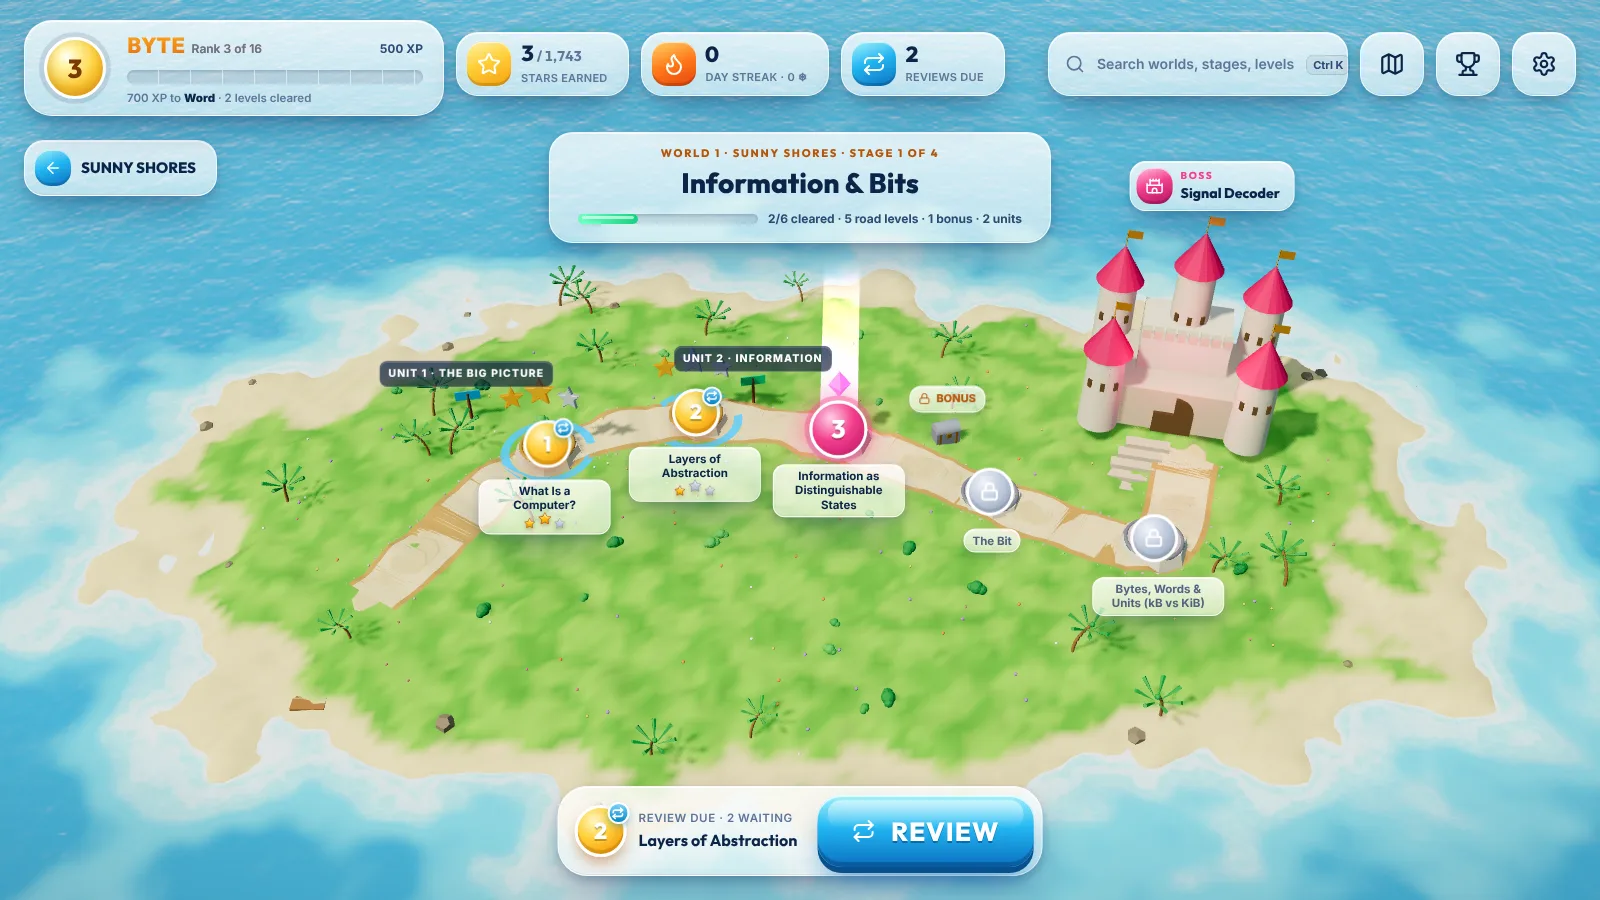 3
BYTE Rank 3 of 16 500 XP
700 XP to Word · 2 levels cleared
3 / 1,743
STARS EARNED
0
DAY STREAK · 0 ❄
2
REVIEWS DUE
Search worlds, stages, levels Ctrl K
SUNNY SHORES
WORLD 1 · SUNNY SHORES · STAGE 1 OF 4
Information & Bits
2/6 cleared · 5 road levels · 1 bonus · 2 units
BOSS
Signal Decoder
UNIT 1 · THE BIG PICTURE
UNIT 2 · INFORMATION
1
What Is a
Computer?
2
Layers of
Abstraction
3
Information as
Distinguishable
States
BONUS
The Bit
Bytes, Words &
Units (kB vs KiB)
2
REVIEW DUE · 2 WAITING
Layers of Abstraction
REVIEW